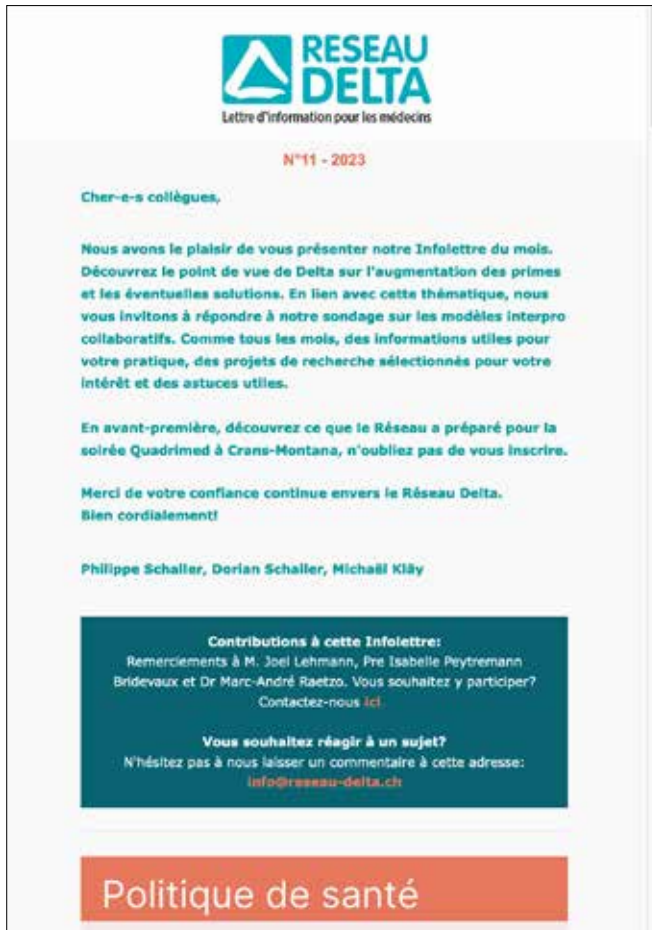 RESEAU
DELTA
Lettre d'information pour les médecins
N°11 - 2023
Cher-e-s collègues,
Nous avons le plaisir de vous présenter notre Infolettre du mois.
Découvrez le point de vue de Delta sur l'augmentation des primes
et les éventuelles solutions. En lien avec cette thématique, nous
vous invitons à répondre à notre sondage sur les modèles interpro
collaboratifs. Comme tous les mois, des informations utiles pour
votre pratique, des projets de recherche sélectionnés pour votre
intérêt et des astuces utiles.
En avant-première, découvrez ce que le Réseau a préparé pour la
soirée Quadrimed à Crans-Montana, n'oubliez pas de vous inscrire.
Merci de votre confiance continue envers le Réseau Delta.
Bien cordialement!
Philippe Schaller, Dorian Schaller, Michaël Kläy
Contributions à cette Infolettre:
Remerciements à M. Joel Lehmann, Pre Isabelle Peytremann
Bridevaux et Dr Marc-André Raetzo. Vous souhaitez y participer?
Contactez-nous ici
Vous souhaitez réagir à un sujet?
N'hésitez pas à nous laisser un commentaire à cette adresse:
info@reseau-delta.ch
Politique de santé